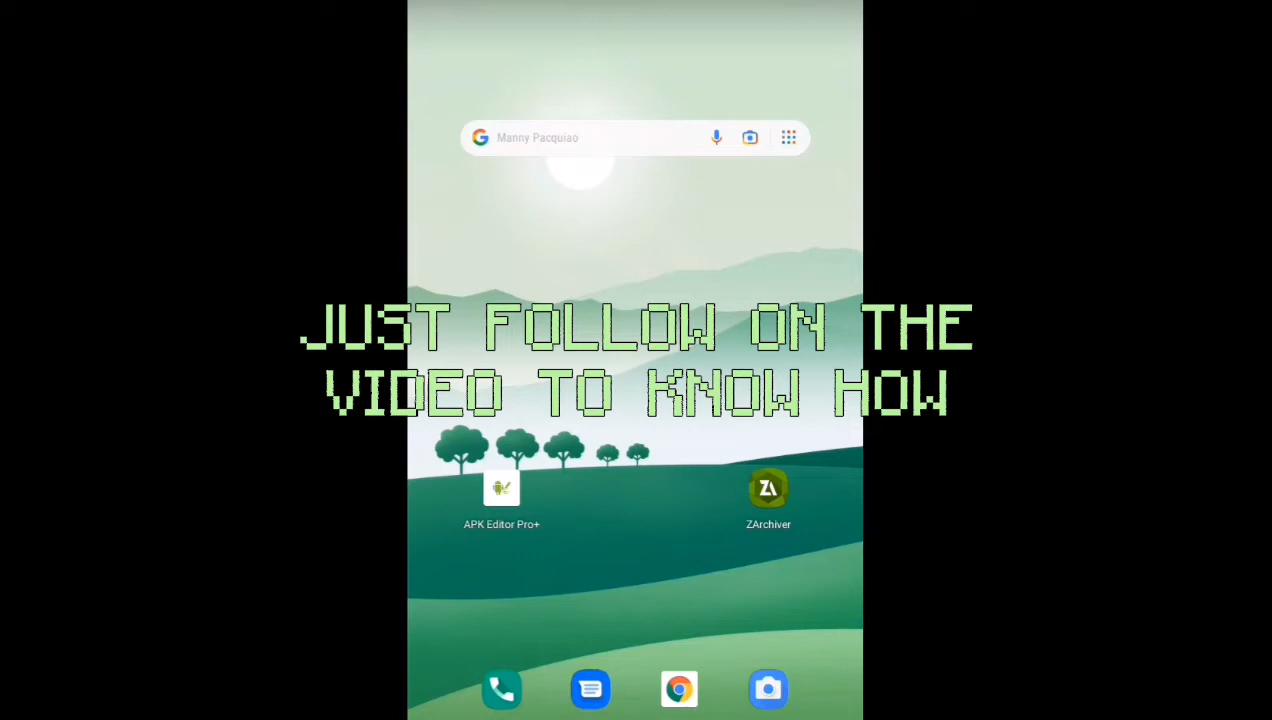 Manny Pacquiao
JUST FOLLOW ON THE
VIDEO TO KNOW HOW
APK Editor Pro+
ZArchiver